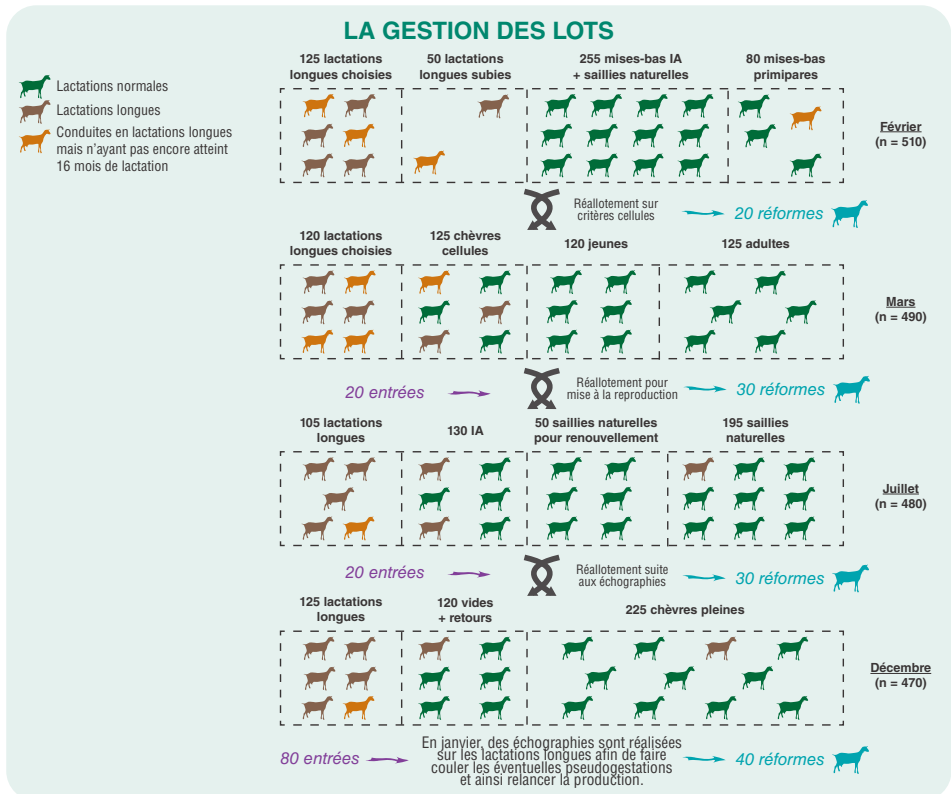 LA GESTION DES LOTS
Lactations normales
Lactations longues
Conduites en lactations longues
mais n'ayant pas encore atteint
16 mois de lactation
125 lactations
longues choisies
50 lactations
longues subies
255 mises-bas IA
+ saillies naturelles
80 mises-bas
primipares
Février
(n = 510)
Réallotement sur
critères cellules
20 réformes
120 lactations
longues choisies
125 chèvres
cellules
120 jeunes
125 adultes
Mars
(n = 490)
20 entrées
Réallotement pour
mise à la reproduction
30 réformes
105 lactations
longues
130 IA
50 saillies naturelles
pour renouvellement
195 saillies
naturelles
Juillet
(n = 480)
20 entrées
Réallotement suite
aux échographies
30 réformes
125 lactations
longues
120 vides
+ retours
225 chèvres pleines
Décembre
(n = 470)
80 entrées
En janvier, des échographies sont réalisées
sur les lactations longues afin de faire
couler les éventuelles pseudogestations
et ainsi relancer la production.
40 réformes